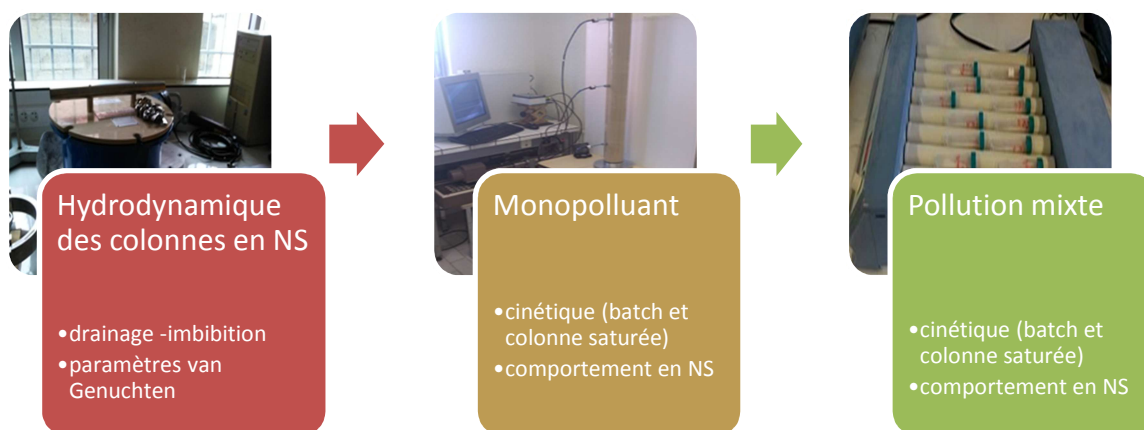 Hydrodynamique
des colonnes en NS
•drainage -imbibition
•paramètres van
Genuchten
Monopolluant
•cinétique (batch et
colonne saturée)
•comportement en NS
Pollution mixte
•cinétique (batch et
colonne saturée)
•comportement en NS